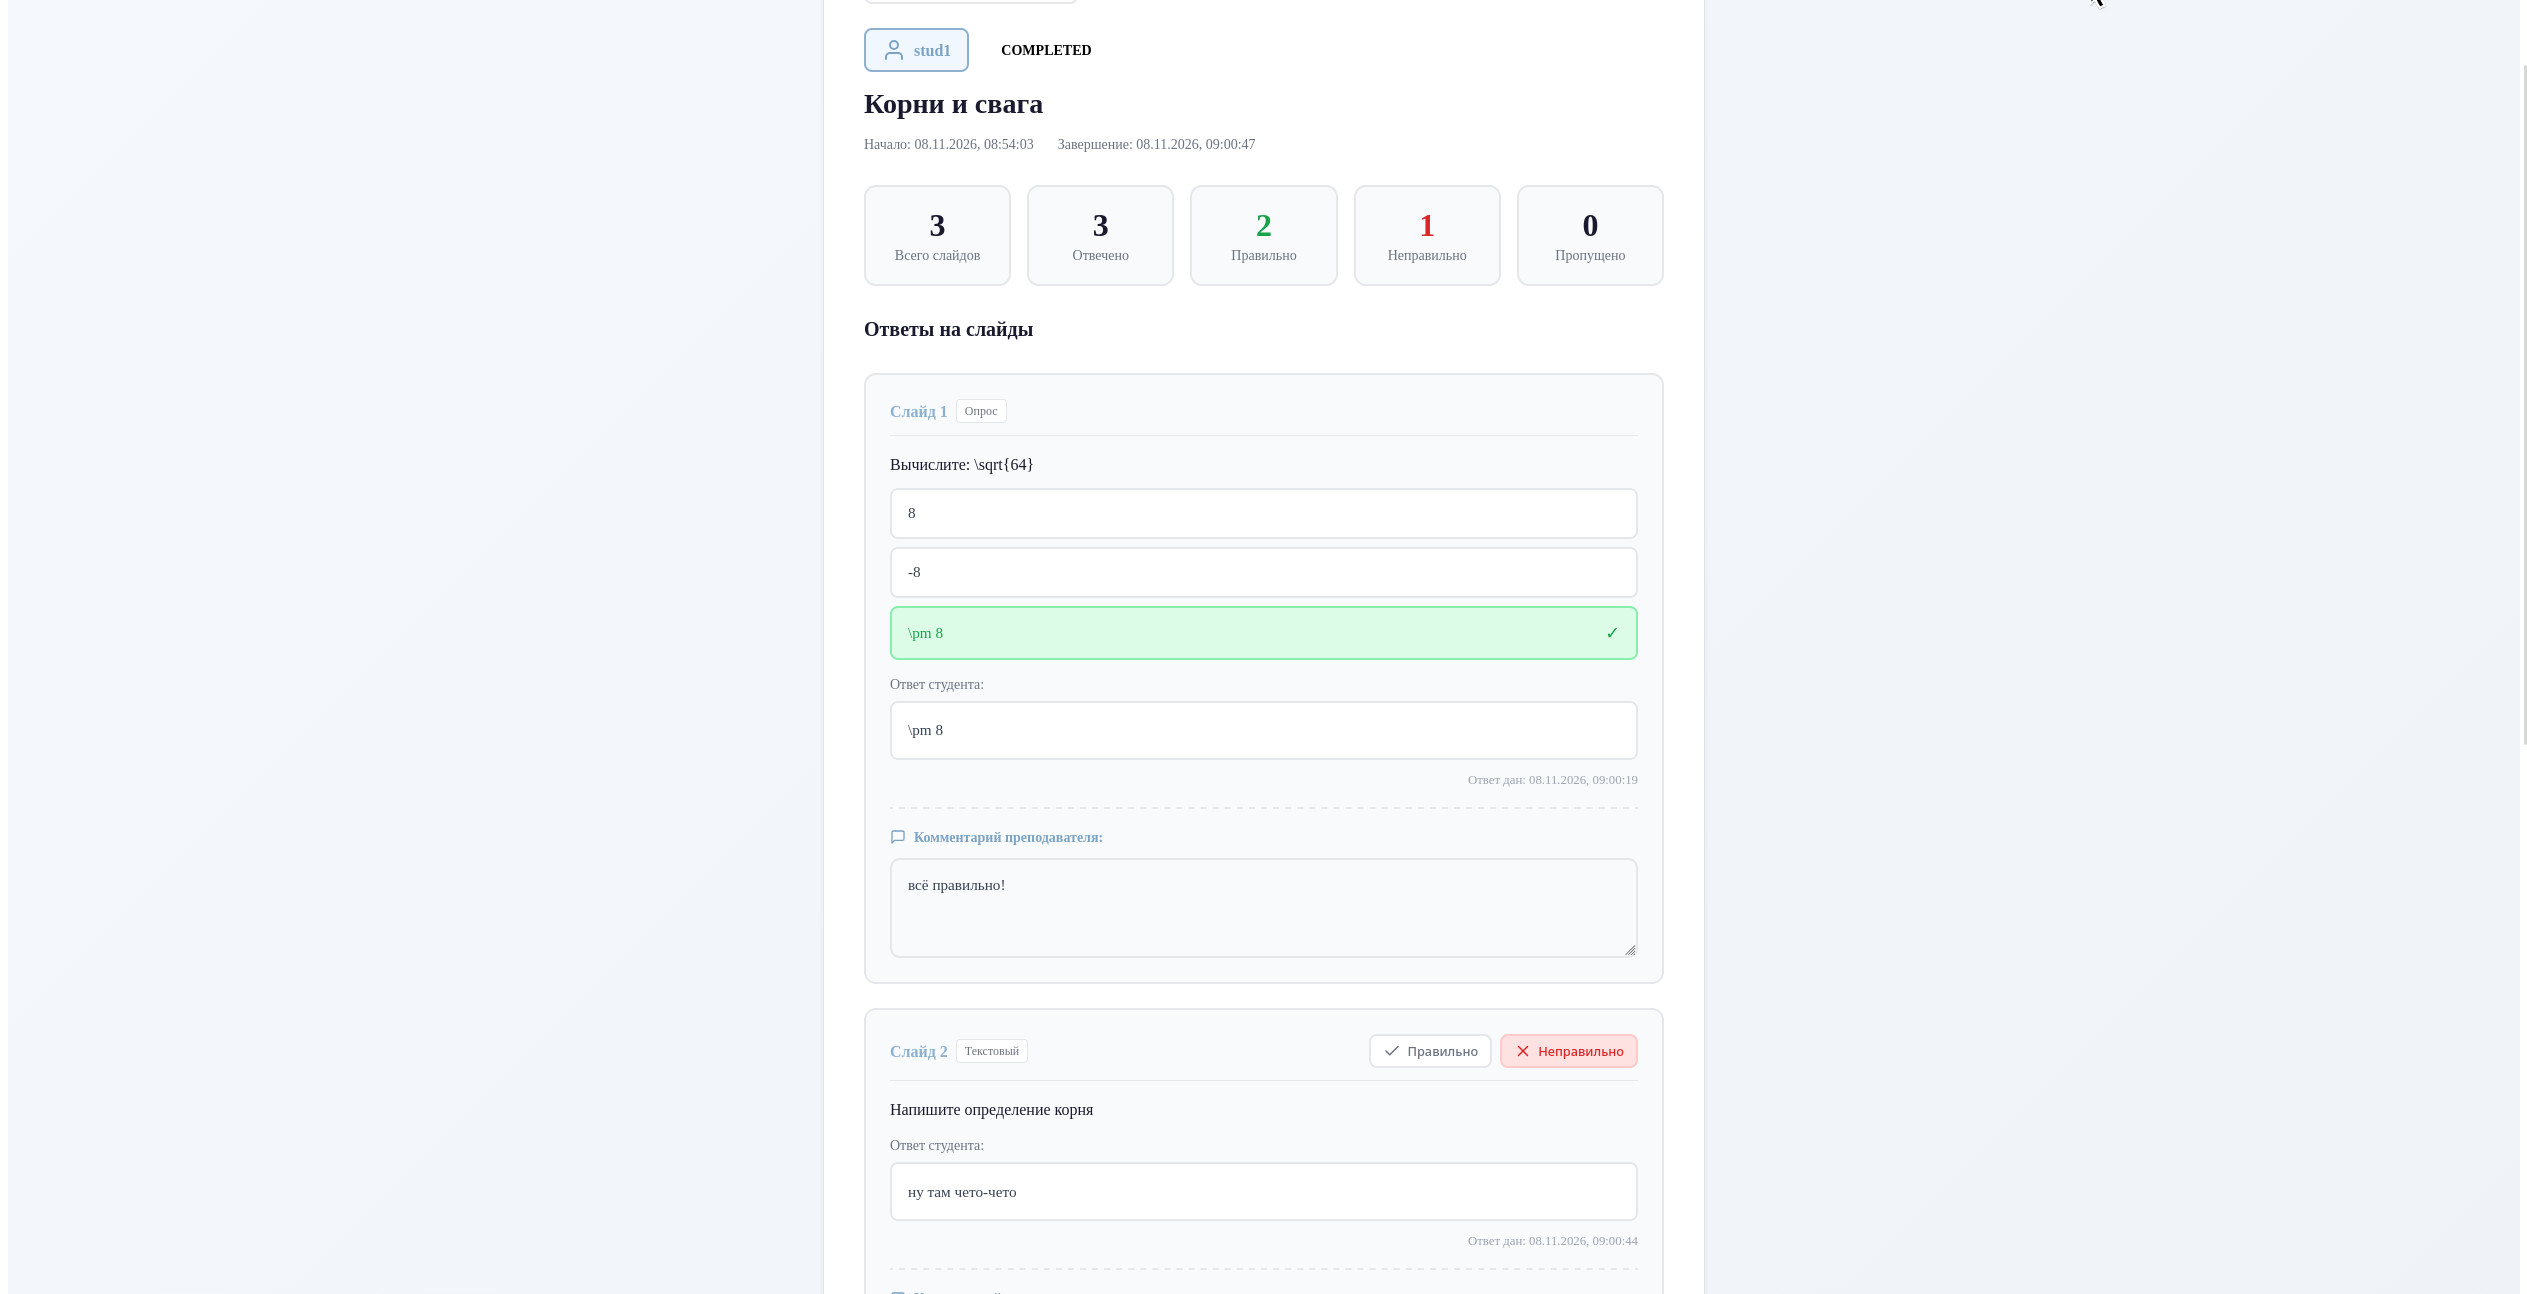 stud1 COMPLETED
Корни и свага
Начало: 08.11.2026, 08:54:03 Завершение: 08.11.2026, 09:00:47
3 3 2 1 0
Всего слайдов Отвечено Правильно Неправильно Пропущено
Ответы на слайды
Слайд 1 Опрос
Вычислите: \sqrt{64}
8
-8
\pm 8 ✓
Ответ студента:
\pm 8
Ответ дан: 08.11.2026, 09:00:19
Комментарий преподавателя:
всё правильно!
Слайд 2 Текстовый Правильно Неправильно
Напишите определение корня
Ответ студента:
ну там чето-чето
Ответ дан: 08.11.2026, 09:00:44